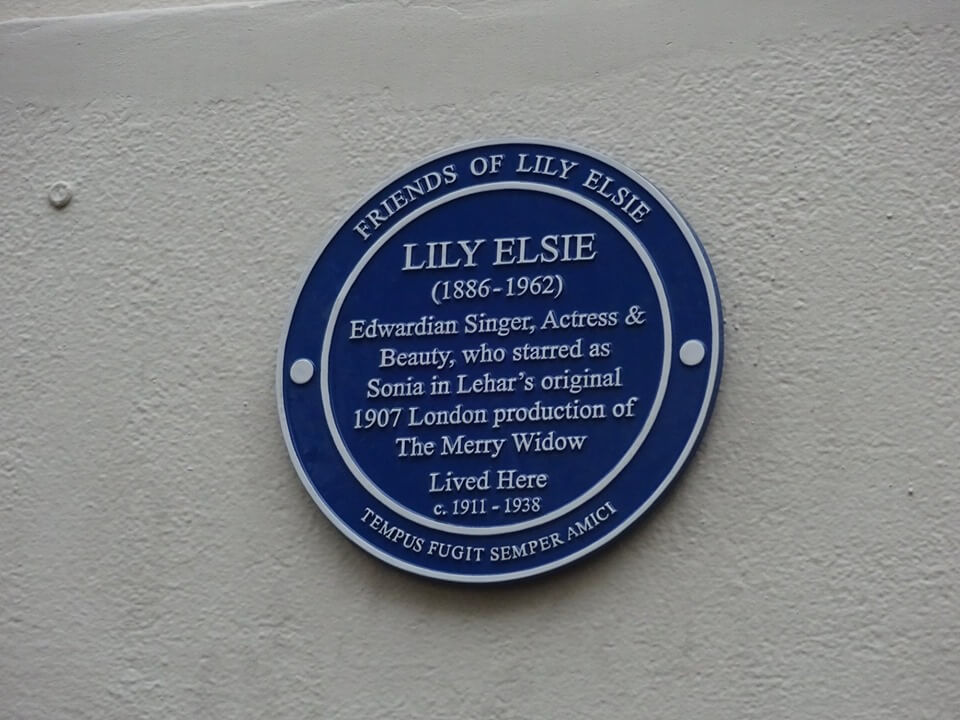 FRIENDS OF LILY ELSIE
LILY ELSIE
(1886-1962)
Edwardian Singer, Actress &
Beauty, who starred as
Sonia in Lehar's original
1907 London production of
The Merry Widow
Lived Here
c. 1911 - 1938
TEMPUS FUGIT SEMPER AMICI